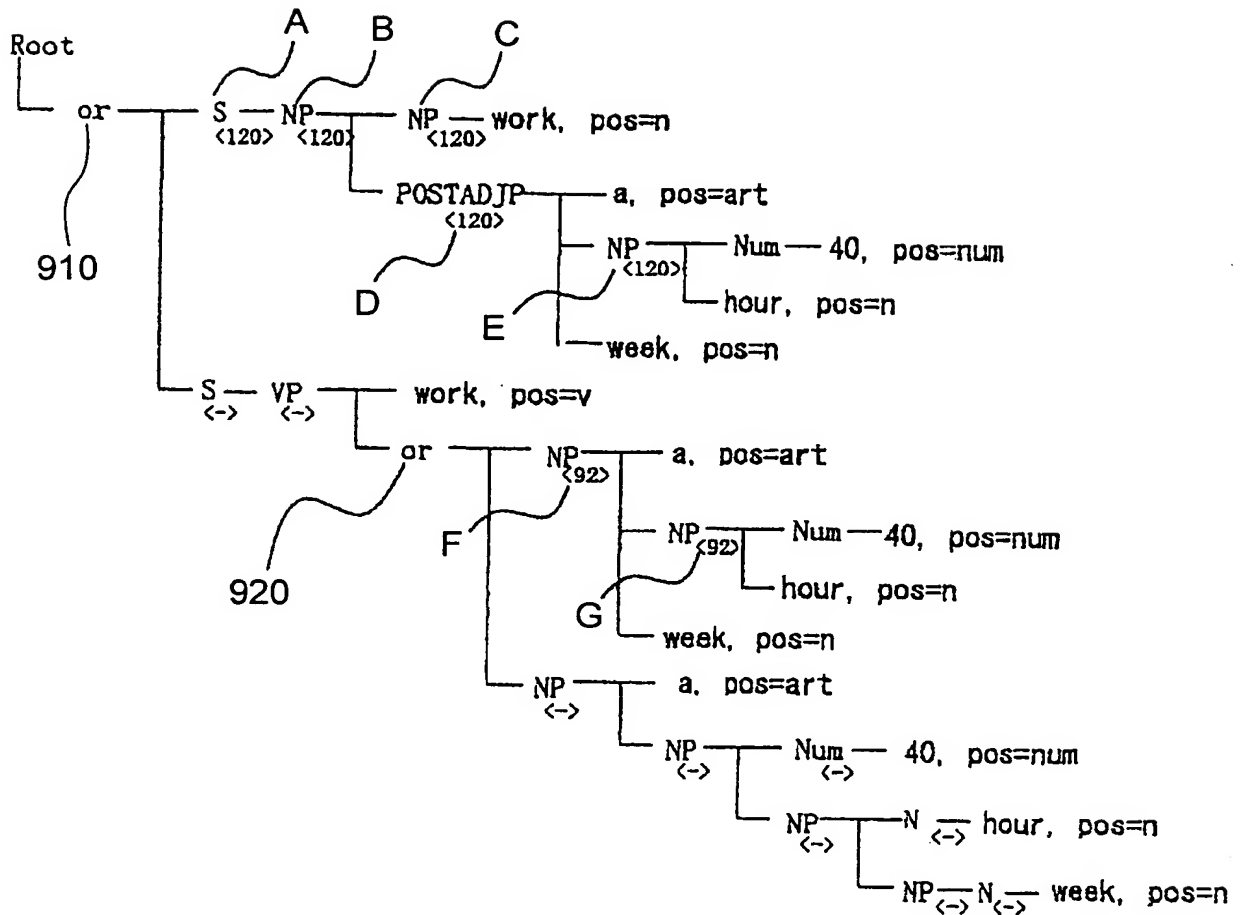 A
B
C
Root
or S NP NP work, pos=n
<120> <120> <120>
POSTADJP a, pos=art
<120>
910
NP Num 40, pos=num
<120>
D
E
hour, pos=n
week, pos=n
S VP work, pos=v
<-> <->
or NP a, pos=art
<92>
F
NP Num 40, pos=num
<92>
920
hour, pos=n
G
week, pos=n
NP a, pos=art
<->
NP Num 40, pos=num
<-> <->
NP N hour, pos=n
<-> <->
NP N week, pos=n
<-> <->